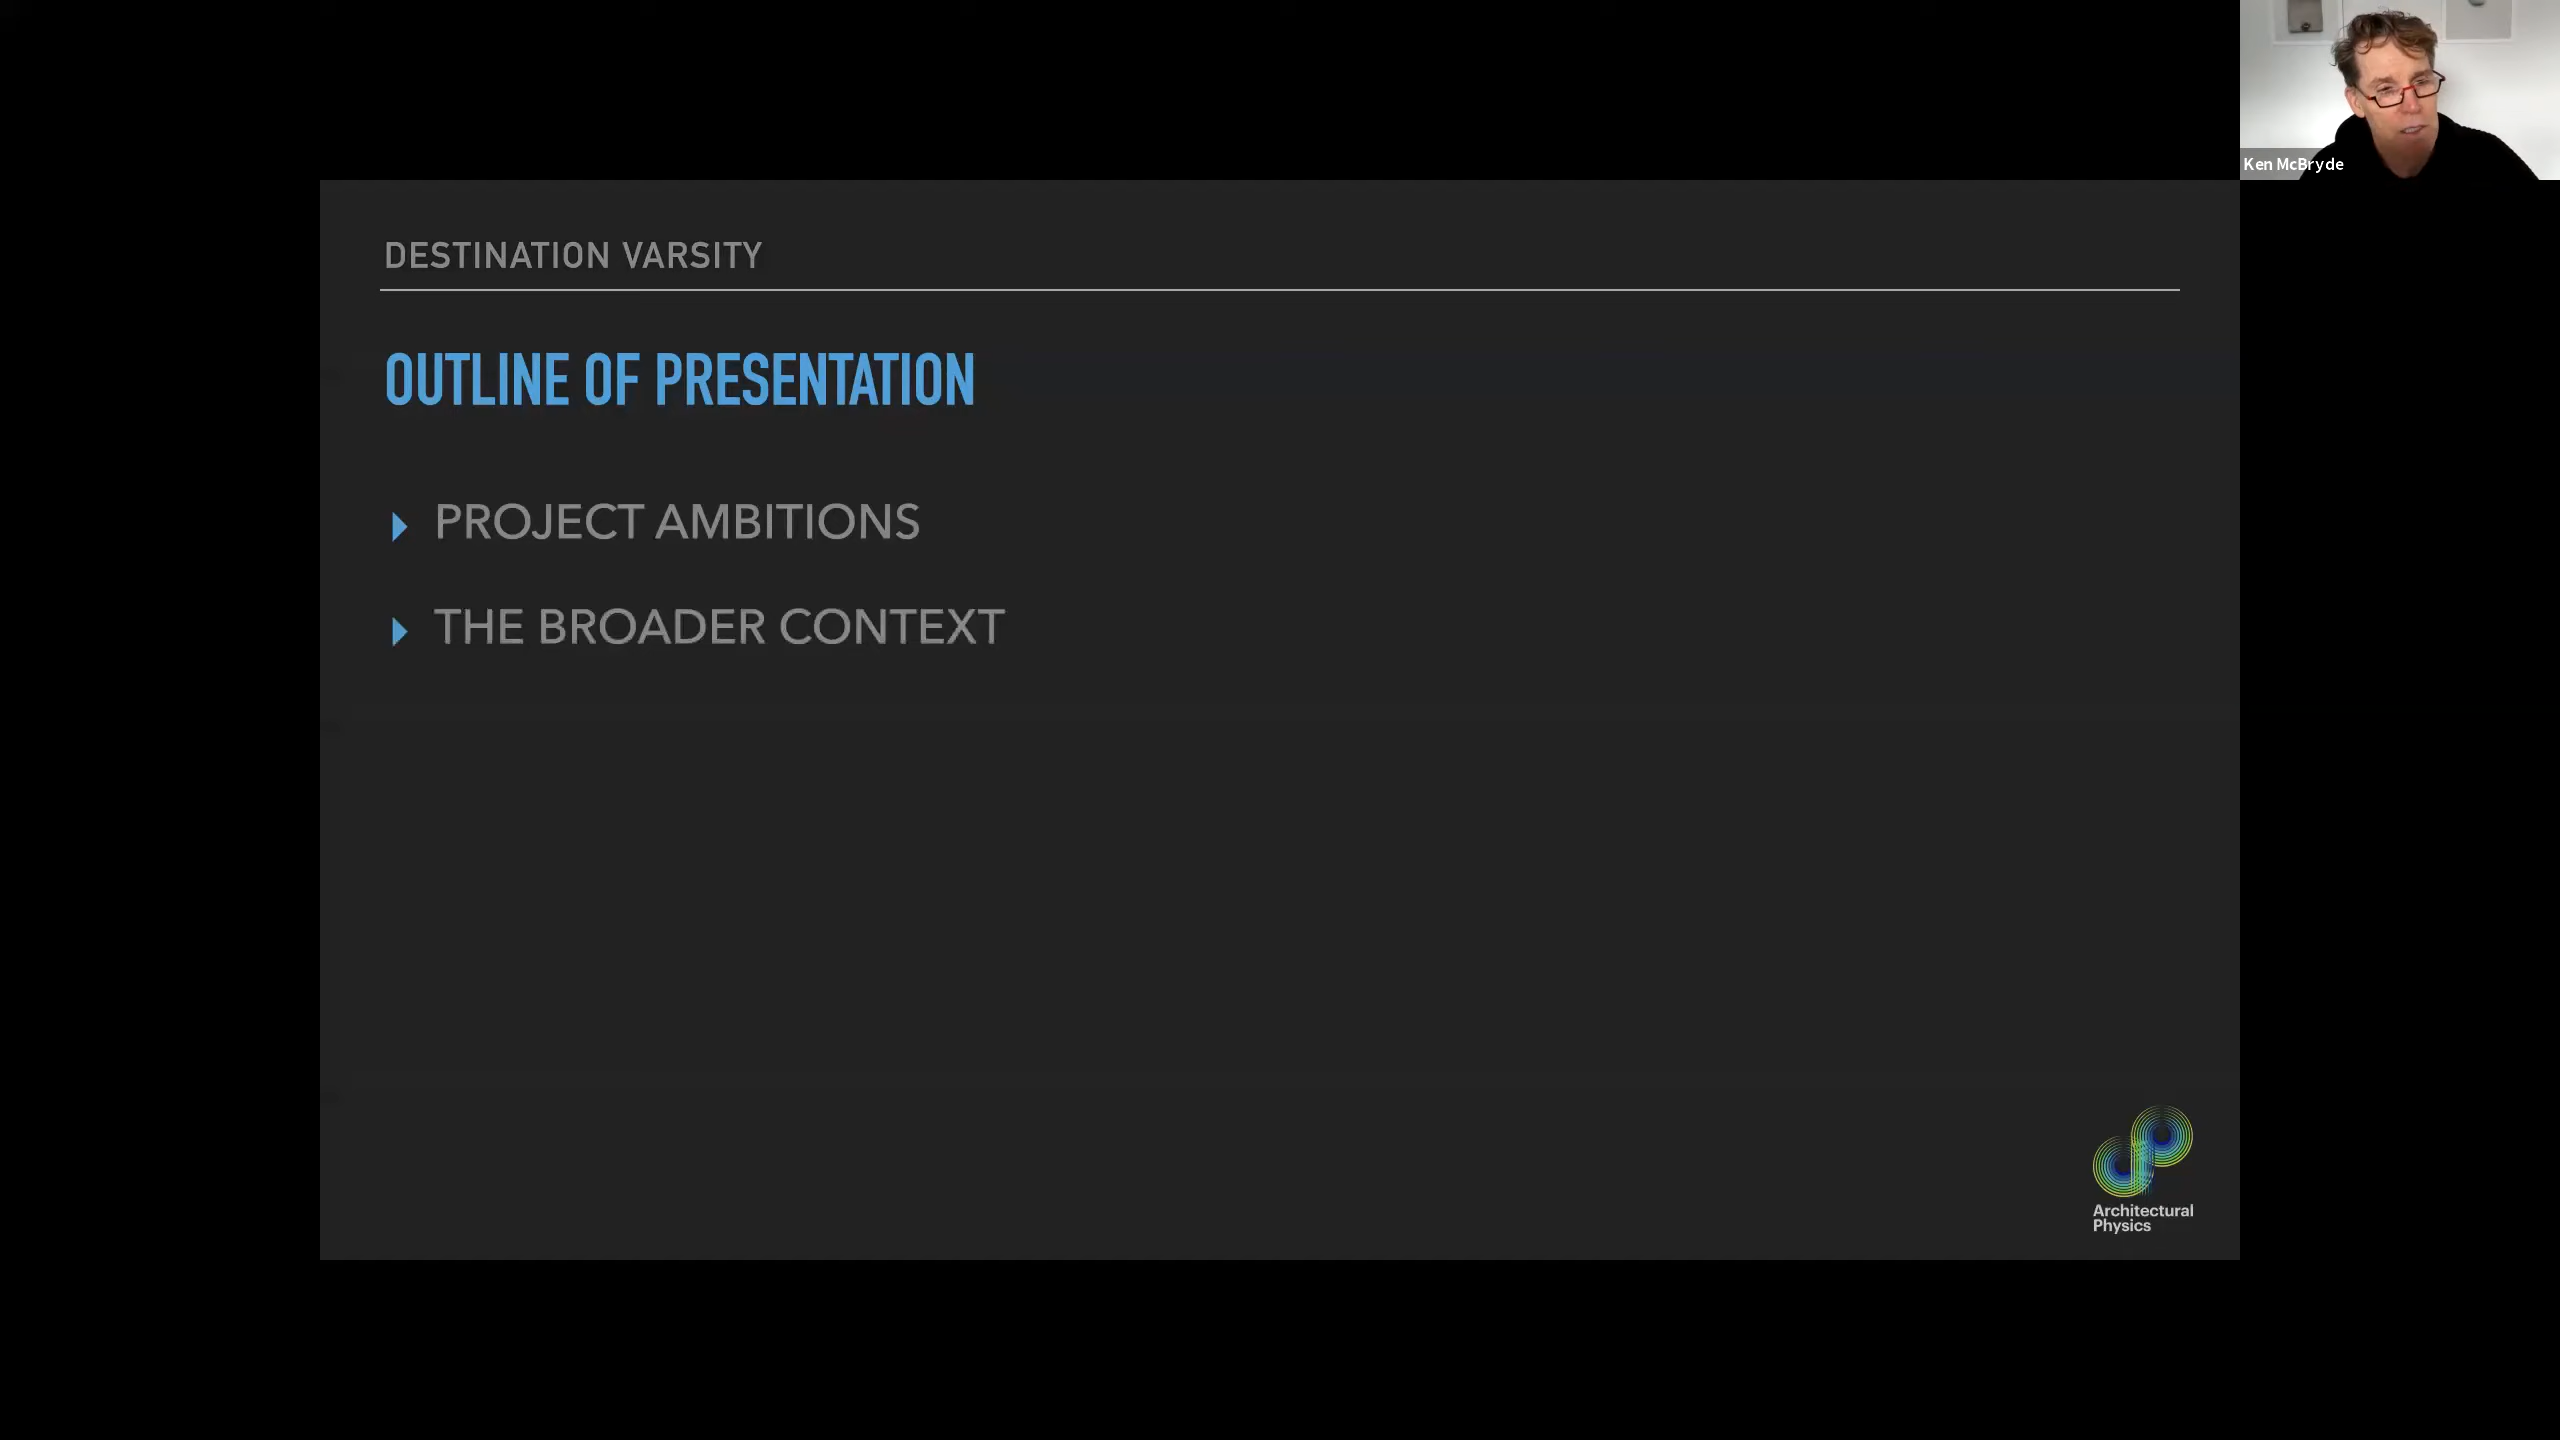 Ken McBryde
DESTINATION VARSITY
OUTLINE OF PRESENTATION
PROJECT AMBITIONS
THE BROADER CONTEXT
Architectural
Physics